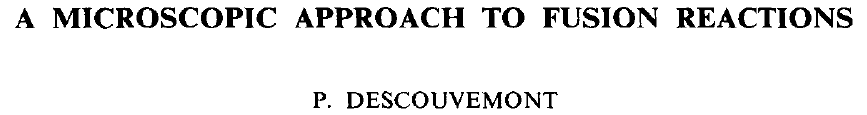 A MICROSCOPIC APPROACH TO FUSION REACTIONS
P. DESCOUVEMONT